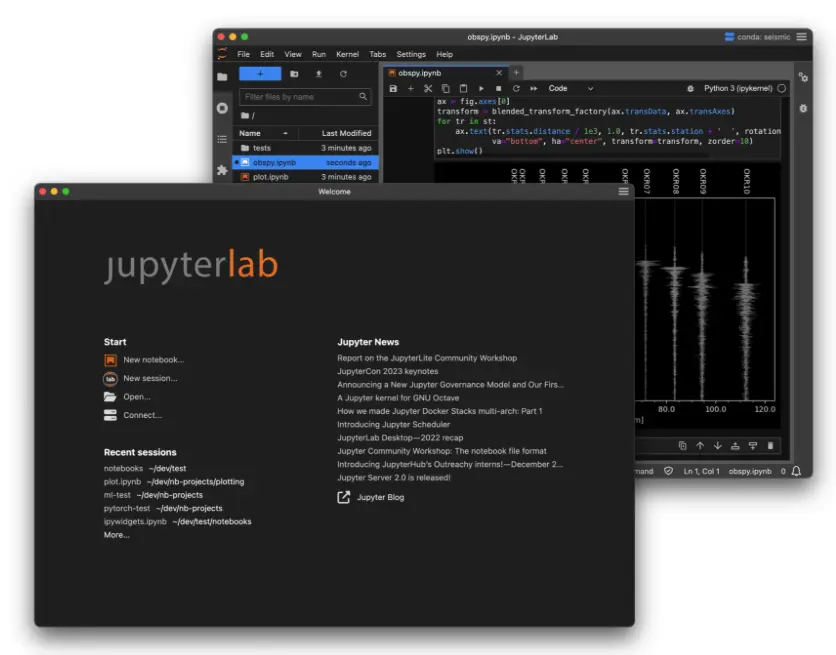 obspy.ipynb - JupyterLab
conda: seismic
File Edit View Run Kernel Tabs Settings Help
+
obspy.ipynb
Filter files by name
/
Name Last Modified
tests 3 minutes ago
obspy.ipynb seconds ago
plot.ipynb 3 minutes ago
Code
Python 3 (ipykernel)
ax = fig.axes[0]
transform = blended_transform_factory(ax.transData, ax.transAxes)
for tr in st:
ax.text(tr.stats.distance / 1e3, 1.0, tr.stats.station + ' ', rotation
va="bottom", ha="center", transform=transform, zorder=10)
plt.show()
OKR07
OKR08
OKR09
OKR10
80.0 100.0 120.0
Ln 1, Col 1 obspy.ipynb 0
Welcome
jupyterlab
Start
New notebook...
lab
New session...
Open...
Connect...
Recent sessions
notebooks ~/dev/test
plot.ipynb ~/dev/nb-projects/plotting
ml-test ~/dev/nb-projects
pytorch-test ~/dev/nb-projects
ipywidgets.ipynb ~/dev/test/notebooks
More...
Jupyter News
Report on the JupyterLite Community Workshop
JupyterCon 2023 keynotes
Announcing a New Jupyter Governance Model and Our Firs...
A Jupyter kernel for GNU Octave
How we made Jupyter Docker Stacks multi-arch: Part 1
Introducing Jupyter Scheduler
JupyterLab Desktop—2022 recap
Jupyter Community Workshop: The notebook file format
Introducing JupyterHub's Outreachy interns!—December 2...
Jupyter Server 2.0 is released!
Jupyter Blog